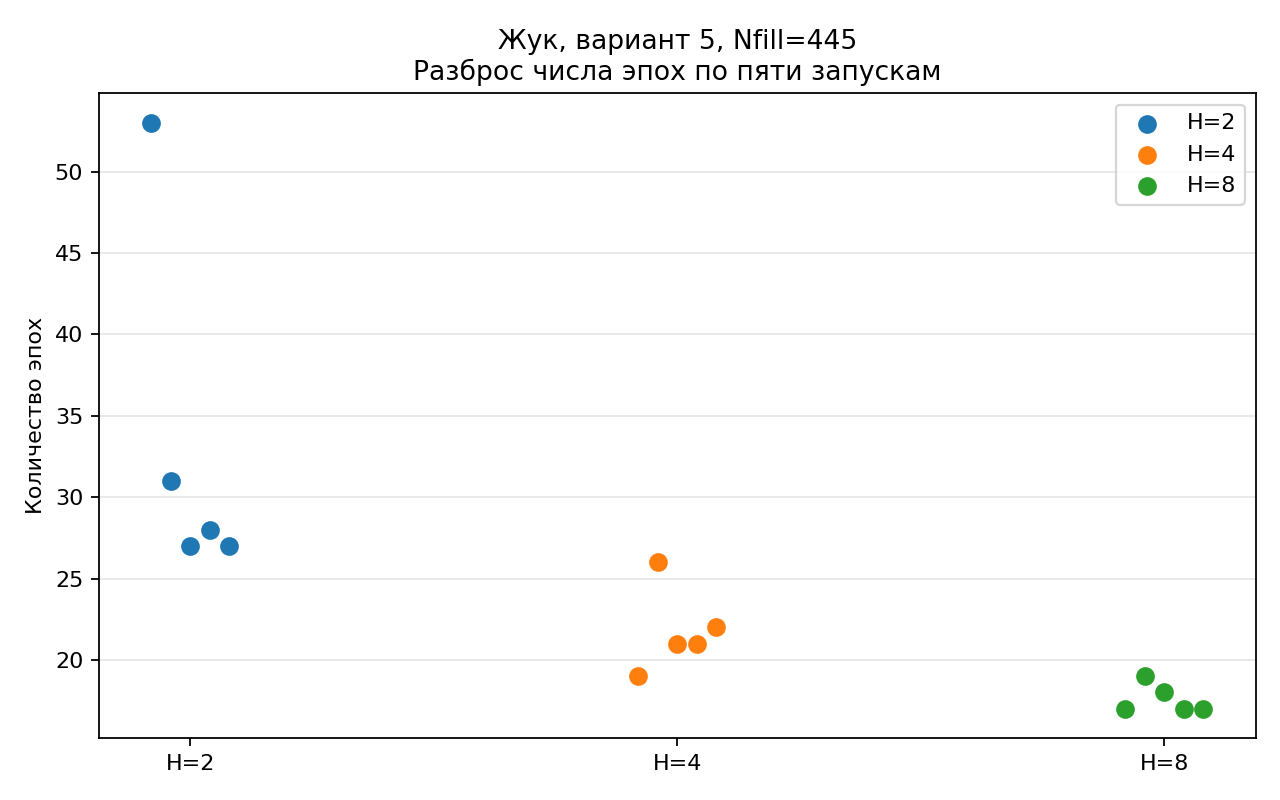 Жук, вариант 5, Nfill=445
Разброс числа эпох по пяти запускам
H=2
H=4
H=8
Количество эпох
50
45
40
35
30
25
20
H=2
H=4
H=8